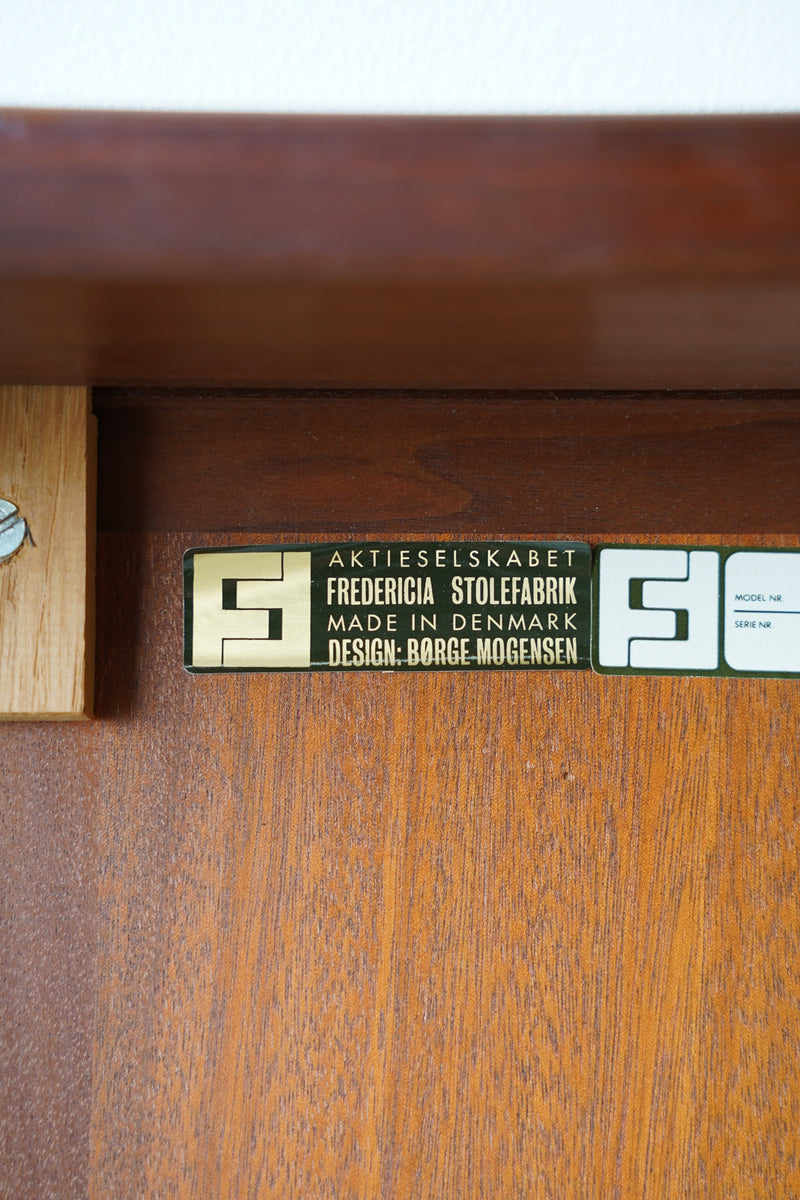 AKTIESELSKABET
FREDERICIA STOLEFABRIK
MADE IN DENMARK
DESIGN: BØRGE MOGENSEN
MODEL NR.
SERIE NR.